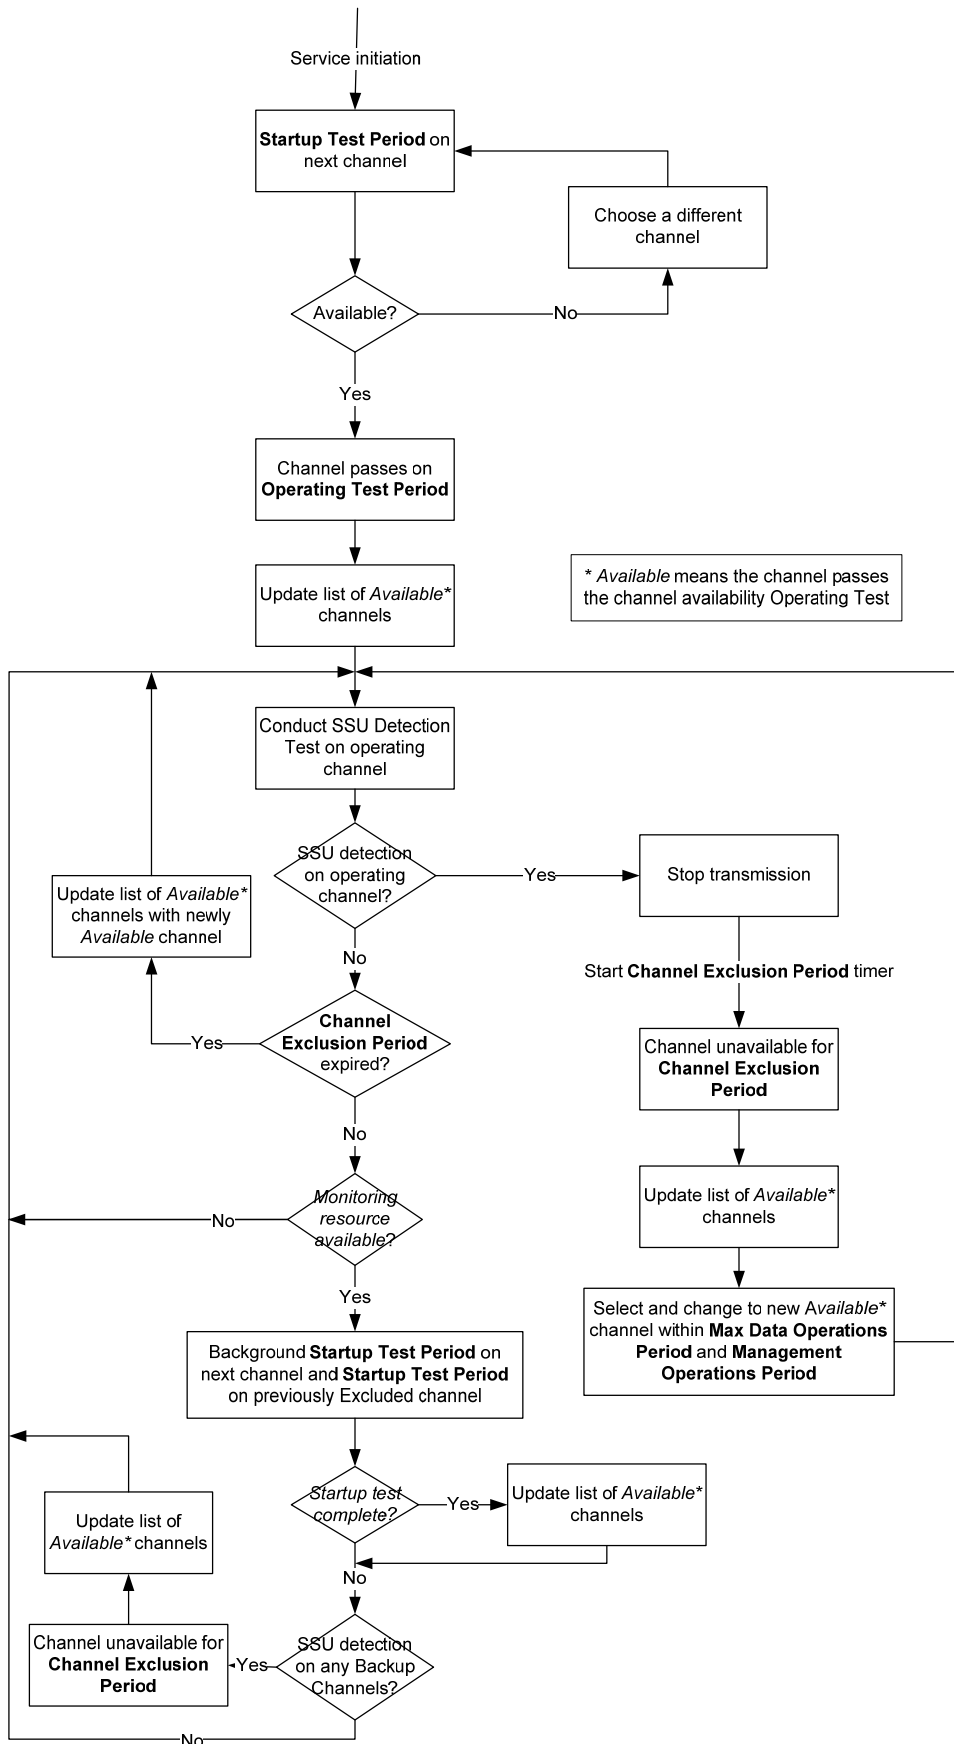 Service initiation
Startup Test Period on
next channel
Choose a different
channel
Available?
No
Yes
Channel passes on
Operating Test Period
Update list of Available*
channels
* Available means the channel passes
the channel availability Operating Test
Conduct SSU Detection
Test on operating
channel
SSU detection
on operating
channel?
Yes
Stop transmission
Update list of Available*
channels with newly
Available channel
No
Start Channel Exclusion Period timer
Channel
Exclusion Period
expired?
Yes
Channel unavailable for
Channel Exclusion
Period
No
Monitoring
resource
available?
No
Update list of Available*
channels
Yes
Select and change to new Available*
channel within Max Data Operations
Period and Management
Operations Period
Background Startup Test Period on
next channel and Startup Test Period
on previously Excluded channel
Startup test
complete?
Yes
Update list of Available*
channels
Update list of
Available* channels
No
SSU detection
on any Backup
Channels?
Yes
Channel unavailable for
Channel Exclusion
Period
No